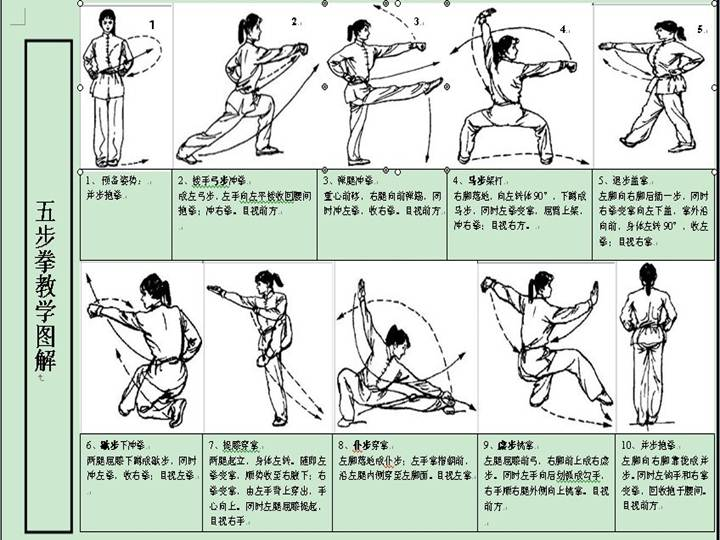 五步拳教学图解
1
2.
3.
4.
5.
1、预备姿势:
并步抱拳.
2、搂手弓步冲拳
成左弓步,左手向左平搂收回腰间
抱拳;冲右拳。目视前方
3、弹腿冲拳
重心前移,右腿向前弹踢,同
时冲左拳,收右拳。目视前方
4、马步架打
右脚落地,向左转体90°,下蹲成
马步,同时左拳变掌,屈臂上架,
冲右拳;目视右方。
5、退步盖掌
左脚向右脚后插一步,同时
右拳变掌向左下盖,掌外沿
向前,身体左转90°,收左
拳;目视右掌
6、歇步下冲拳
两腿屈膝下蹲成歇步,同时
冲左拳,收右拳;目视左拳
7、提膝穿掌
两腿起立,身体左转。随即左
拳变掌,顺势收至右腋下;右
拳变掌,由左手背上穿出,手
心向上。同时左腿屈膝提起,
目视右手
8、仆步穿掌
左脚落地成仆步;左手掌指朝前,
沿左腿内侧穿至左脚面。目视左掌
9、虚步挑掌
左腿屈膝前弓,右脚前上成右虚
步。同时左手向后划弧成勾手,
右手顺右腿外侧向上挑掌。目视
前方
10、并步抱拳
左脚向右脚靠拢成并
步。同时左钩手和右掌
变拳,回收抱于腰间。
目视前方